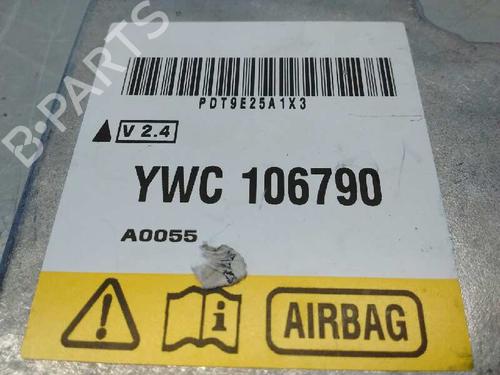 B-PARTS
PDT9E25A1X3
V 2.4
YWC 106790
A0055
AIRBAG